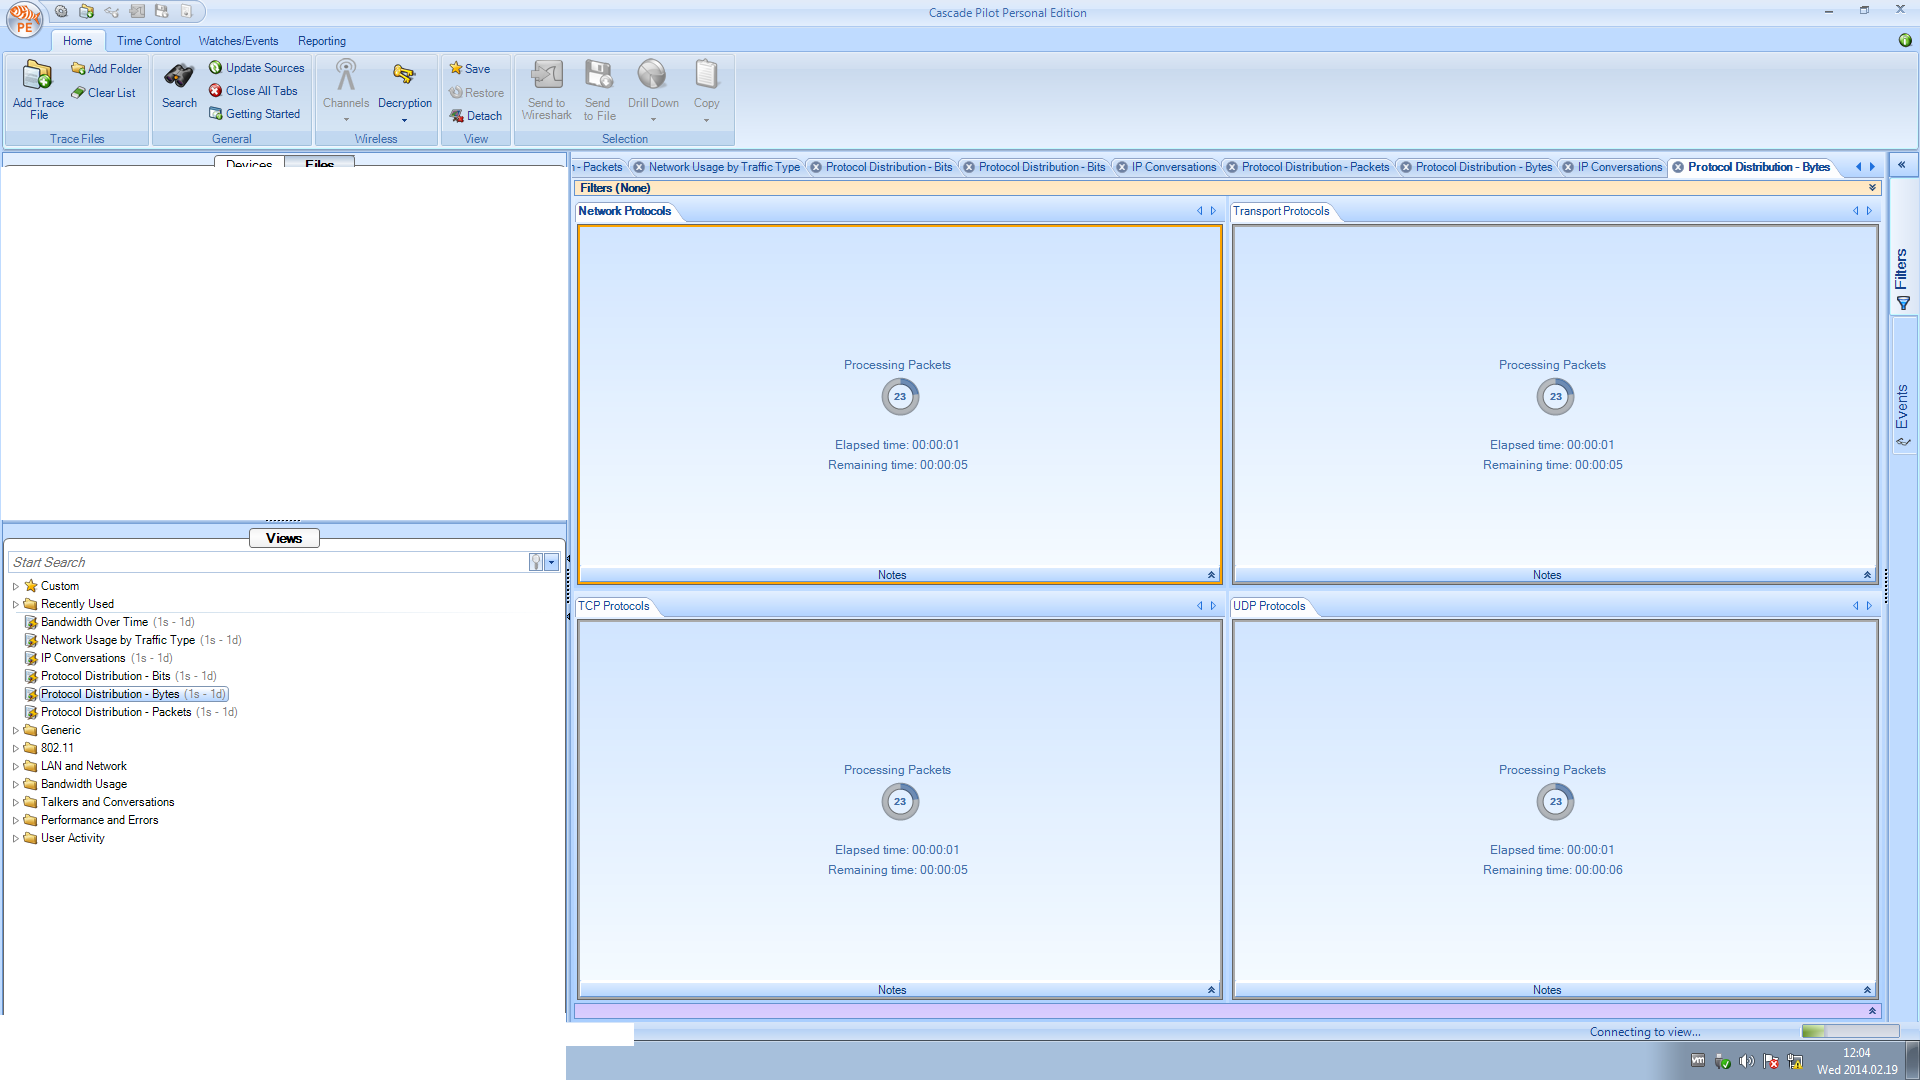 Cascade Pilot Personal Edition
PE
Home Time Control Watches/Events Reporting
Add Trace File
Add Folder
Clear List
Trace Files
Search
Update Sources
Close All Tabs
Getting Started
General
Channels
Decryption
Wireless
Save
Restore
Detach
View
Send to Wireshark
Send to File
Drill Down
Copy
Selection
Devices Files
- Packets Network Usage by Traffic Type Protocol Distribution - Bits Protocol Distribution - Bits IP Conversations Protocol Distribution - Packets Protocol Distribution - Bytes IP Conversations Protocol Distribution - Bytes
Filters (None)
Network Protocols
Processing Packets
23
Elapsed time: 00:00:01
Remaining time: 00:00:05
Notes
Transport Protocols
Processing Packets
23
Elapsed time: 00:00:01
Remaining time: 00:00:05
Notes
Filters
Events
Views
Start Search
Custom
Recently Used
Bandwidth Over Time (1s - 1d)
Network Usage by Traffic Type (1s - 1d)
IP Conversations (1s - 1d)
Protocol Distribution - Bits (1s - 1d)
Protocol Distribution - Bytes (1s - 1d)
Protocol Distribution - Packets (1s - 1d)
Generic
802.11
LAN and Network
Bandwidth Usage
Talkers and Conversations
Performance and Errors
User Activity
TCP Protocols
Processing Packets
23
Elapsed time: 00:00:01
Remaining time: 00:00:05
Notes
UDP Protocols
Processing Packets
23
Elapsed time: 00:00:01
Remaining time: 00:00:06
Notes
Connecting to view...
vm
12:04
Wed 2014.02.19